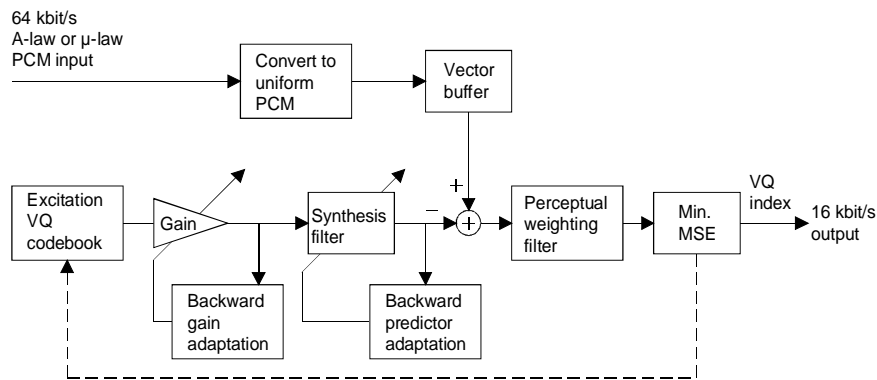 64 kbit/s
A-law or μ-law
PCM input
Convert to
uniform
PCM
Vector
buffer
+
Excitation
VQ
codebook
Gain
Synthesis
filter
–
+
Perceptual
weighting
filter
Min.
MSE
VQ
index
16 kbit/s
output
Backward
gain
adaptation
Backward
predictor
adaptation